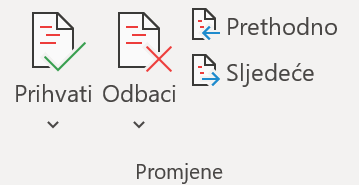 Prihvati
Odbaci
Prethodno
Sljedeće
Promjene